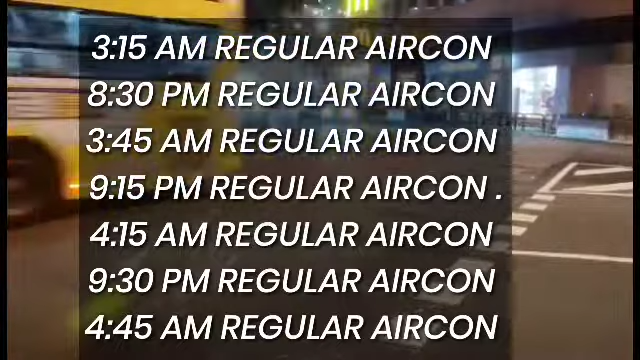 3:15 AM REGULAR AIRCON
8:30 PM REGULAR AIRCON
3:45 AM REGULAR AIRCON
9:15 PM REGULAR AIRCON .
4:15 AM REGULAR AIRCON
9:30 PM REGULAR AIRCON
4:45 AM REGULAR AIRCON